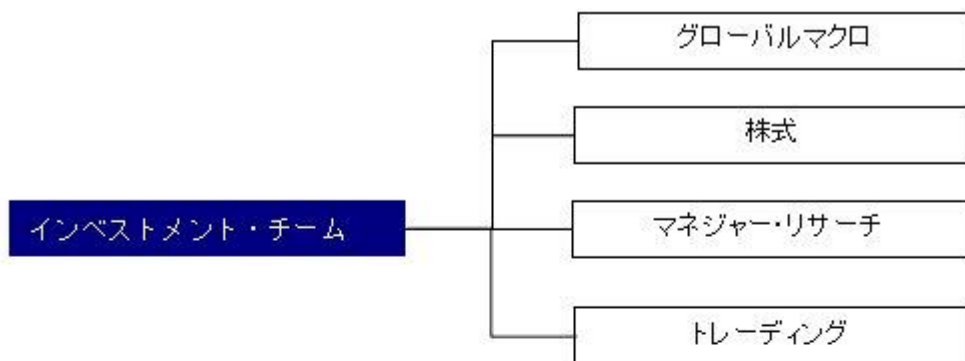 グローバルマクロ
株式
インベストメント・チーム
マネジャー・リサーチ
トレーディング